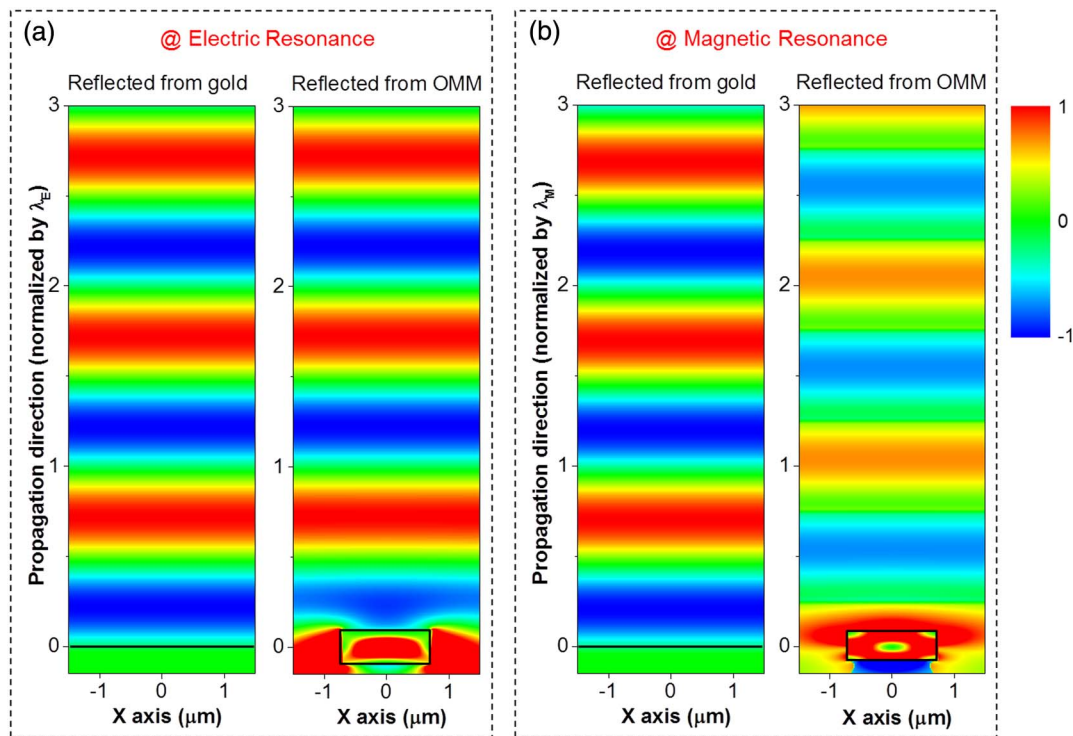 (a)
@ Electric Resonance
Reflected from gold
Reflected from OMM
Propagation direction (normalized by λE)
3
2
1
0
-1 0 1
X axis (μm)
3
2
1
0
-1 0 1
X axis (μm)
(b)
@ Magnetic Resonance
Reflected from gold
Reflected from OMM
Propagation direction (normalized by λM)
3
2
1
0
-1 0 1
X axis (μm)
3
2
1
0
-1 0 1
X axis (μm)
1
0
-1